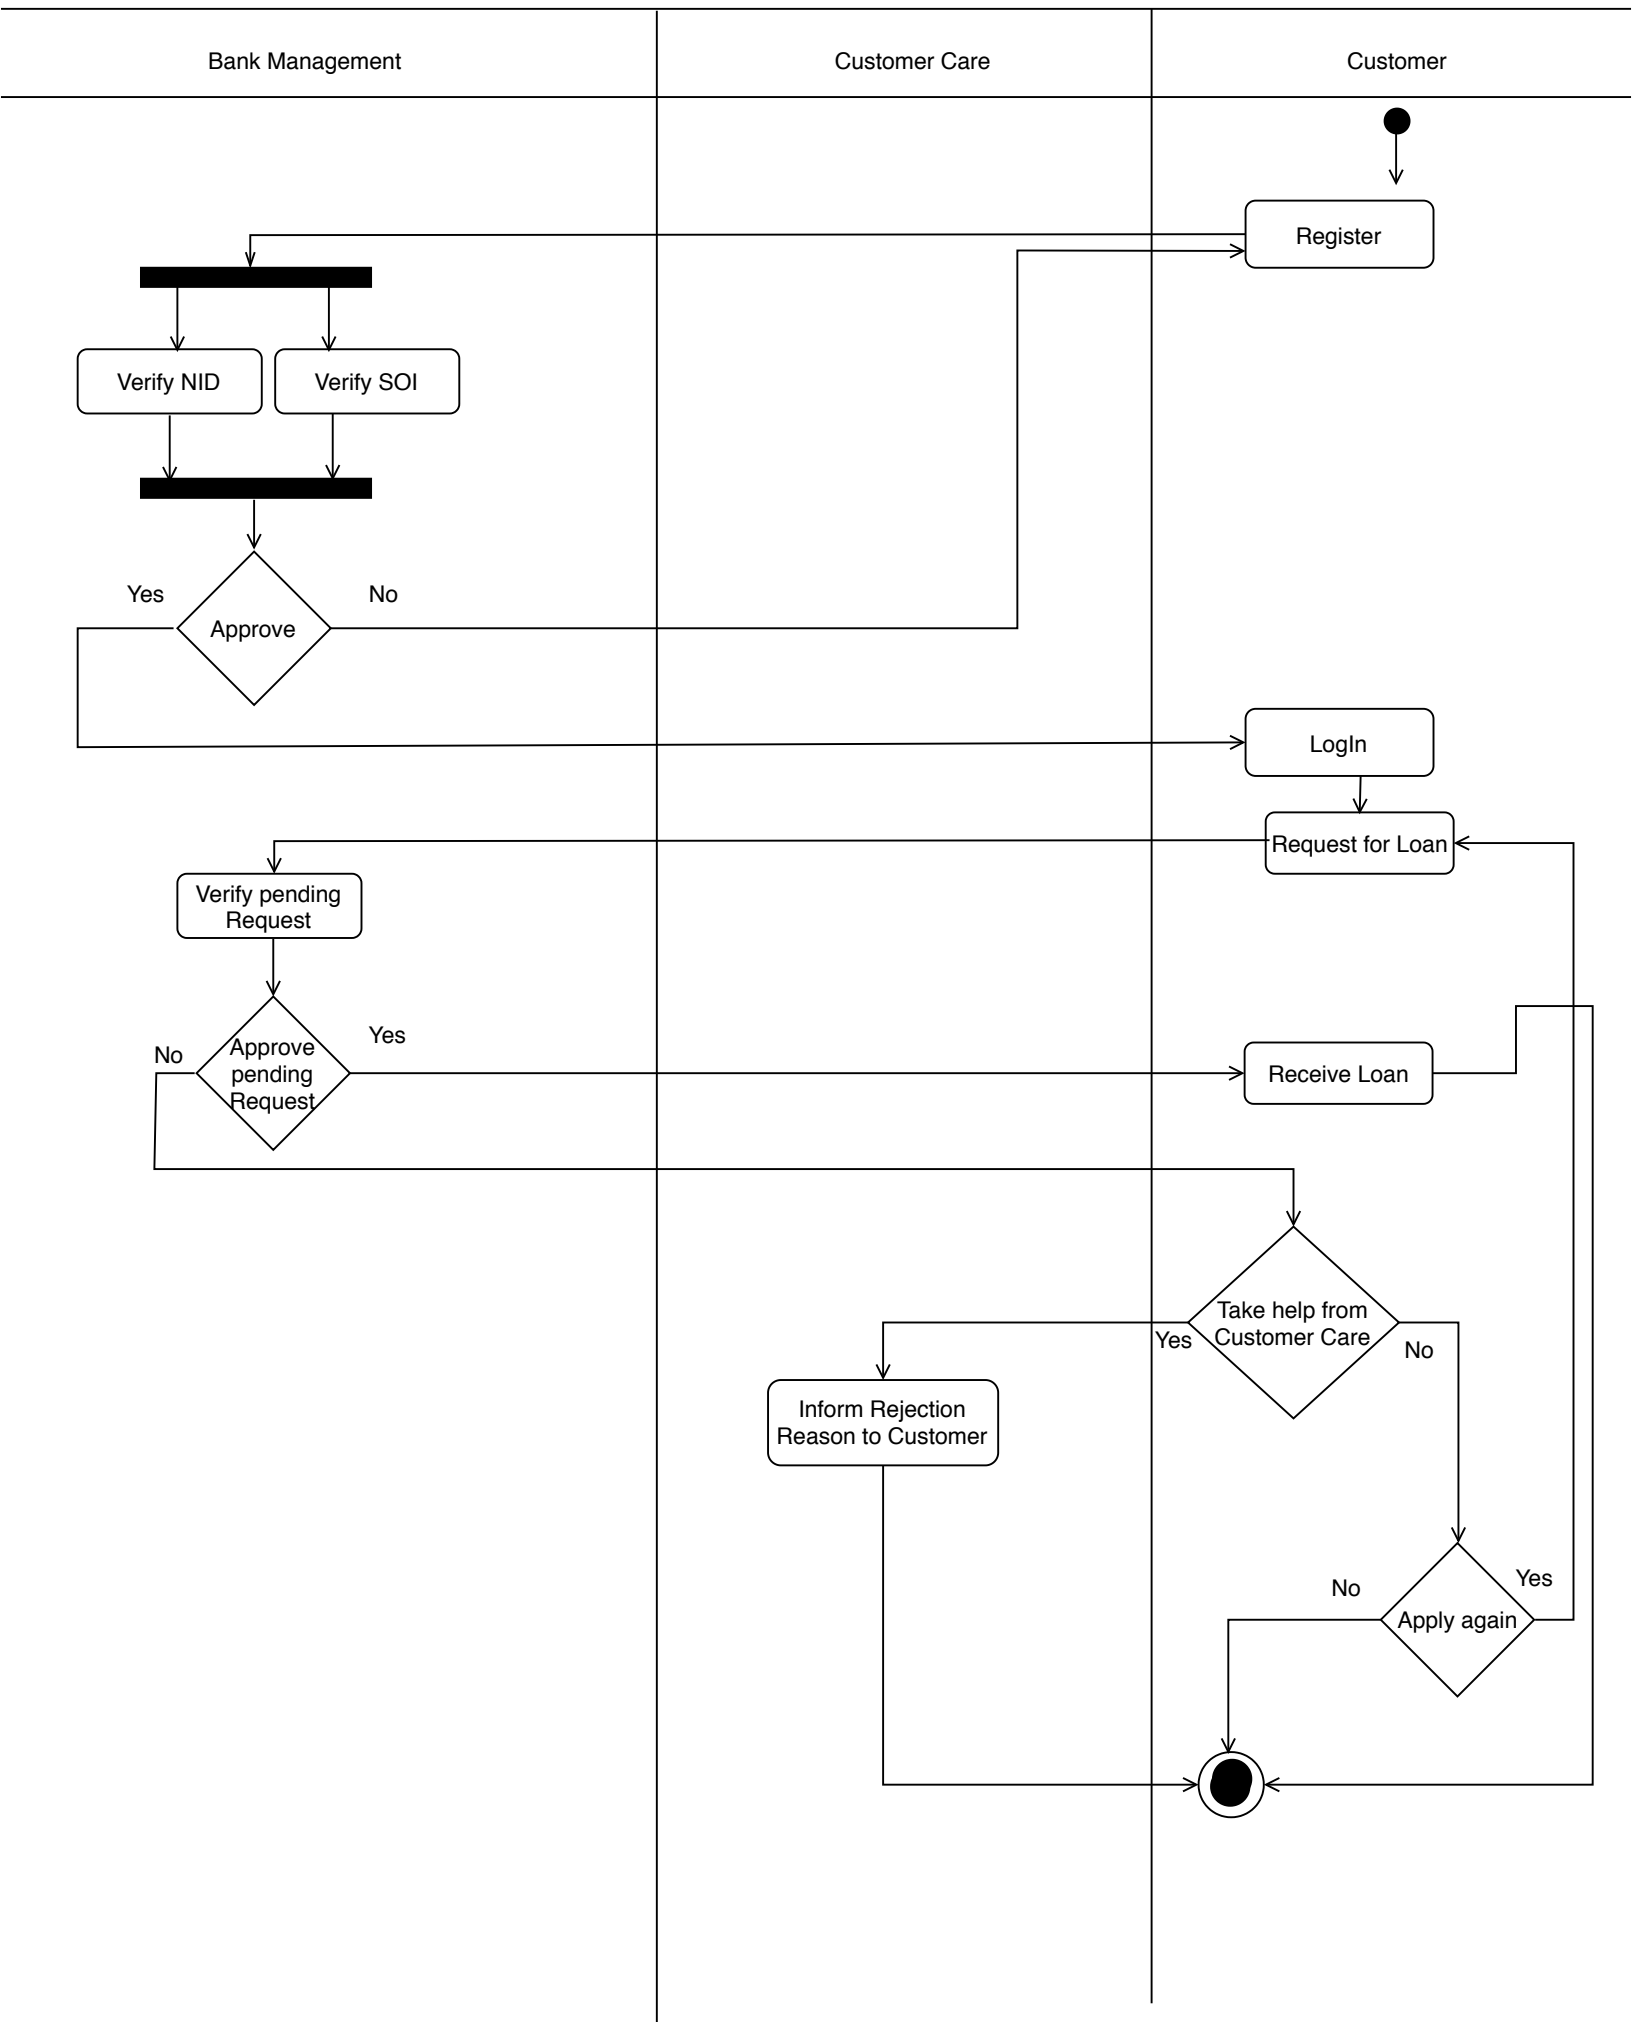 Bank Management
Customer Care
Customer
Register
Verify NID
Verify SOI
Yes
No
Approve
LogIn
Request for Loan
Verify pending
Request
Yes
No
Approve
pending
Request
Receive Loan
Take help from
Customer Care
Yes
No
Inform Rejection
Reason to Customer
No
Yes
Apply again